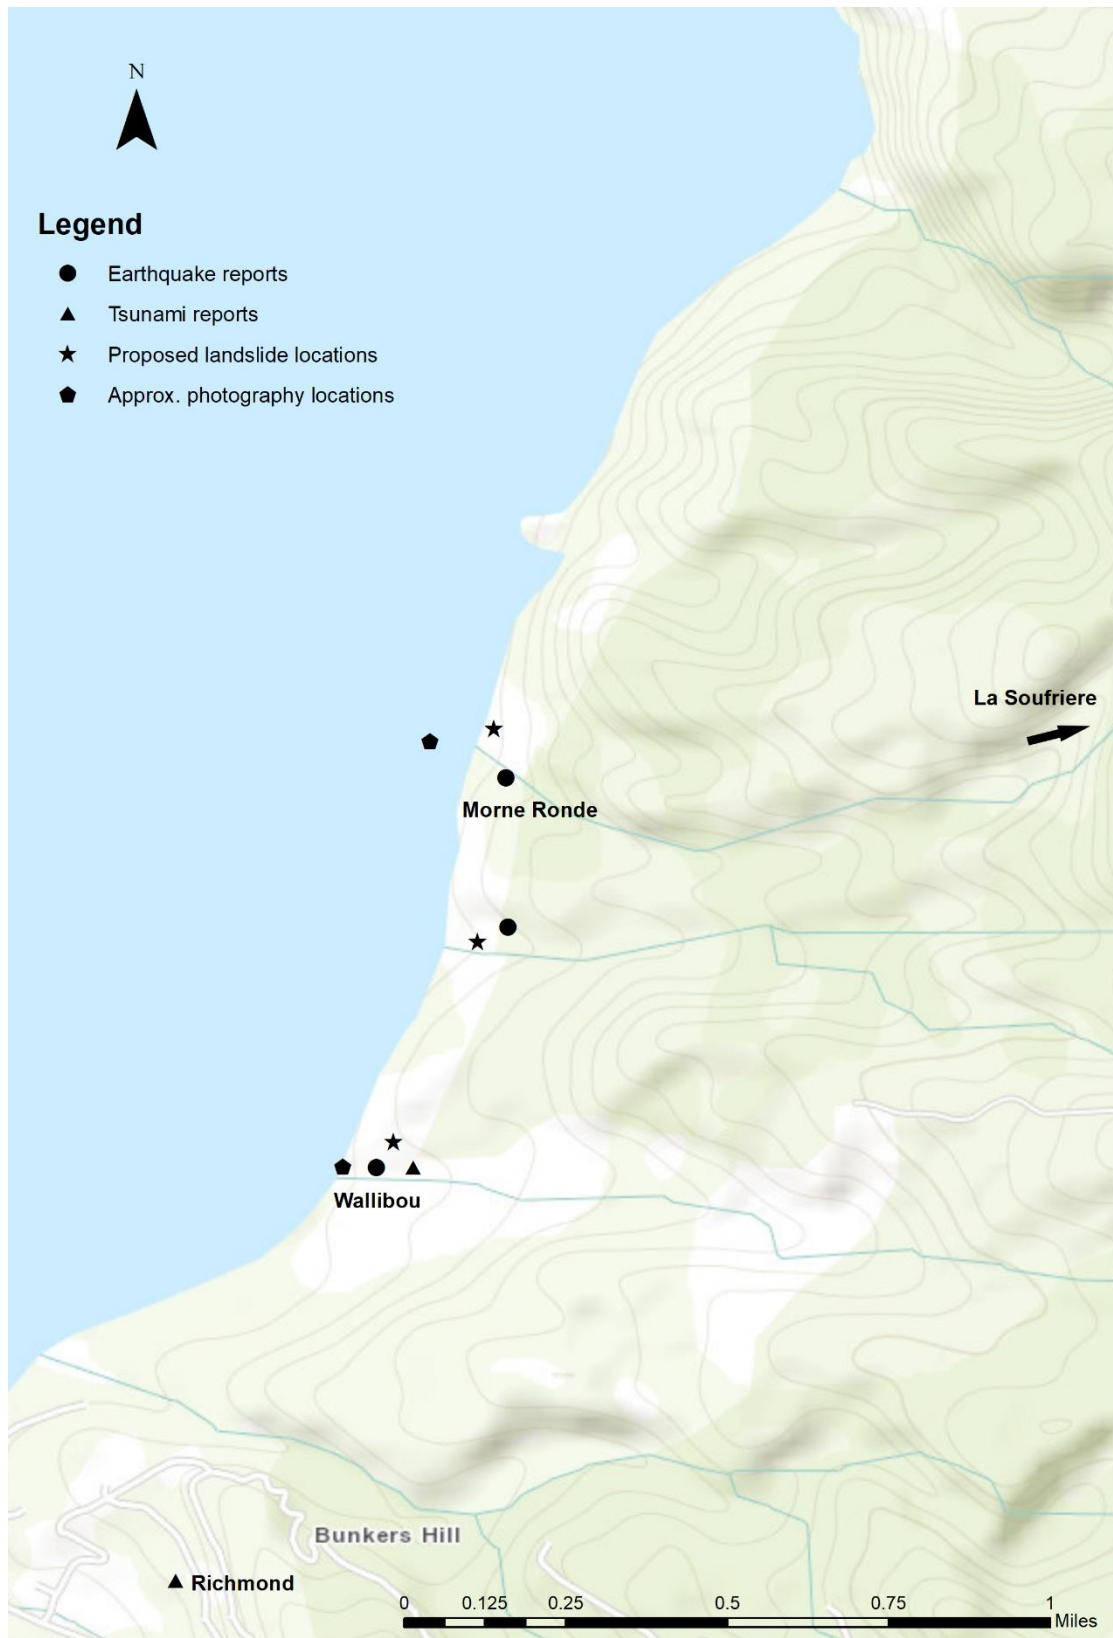 N
Legend
Earthquake reports
Tsunami reports
Proposed landslide locations
Approx. photography locations
La Soufriere
Morne Ronde
Wallibou
Bunkers Hill
Richmond
0 0.125 0.25 0.5 0.75 1
Miles